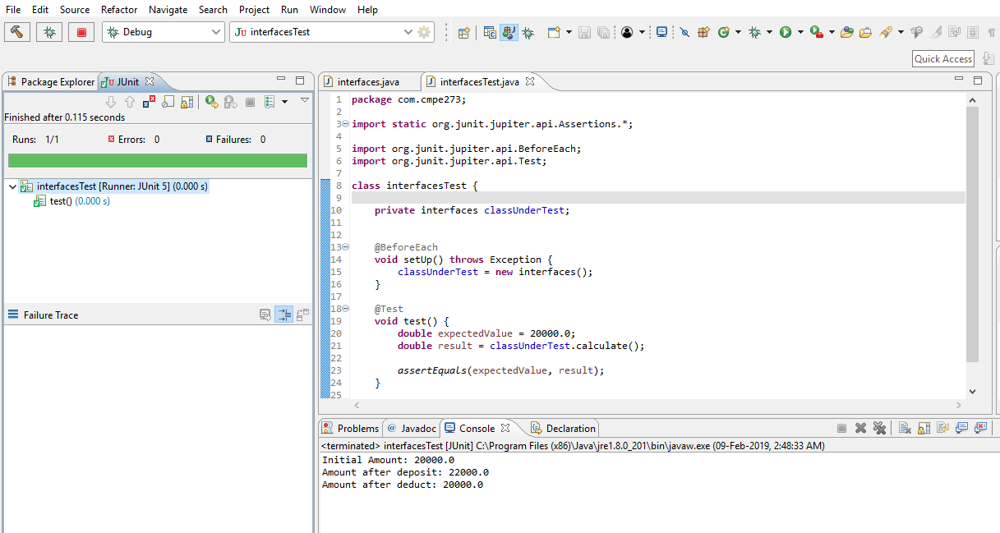 File Edit Source Refactor Navigate Search Project Run Window Help
Debug
JU interfacesTest
Quick Access
Package Explorer
JU JUnit
Finished after 0.115 seconds
Runs: 1/1 Errors: 0 Failures: 0
interfacesTest [Runner: JUnit 5] (0.000 s)
test() (0.000 s)
Failure Trace
interfaces.java
interfacesTest.java
1 package com.cmpe273;
2
3 import static org.junit.jupiter.api.Assertions.*;
4
5 import org.junit.jupiter.api.BeforeEach;
6 import org.junit.jupiter.api.Test;
7
8 class interfacesTest {
9
10 private interfaces classUnderTest;
11
12
13 @BeforeEach
14 void setUp() throws Exception {
15 classUnderTest = new interfaces();
16 }
17
18 @Test
19 void test() {
20 double expectedValue = 20000.0;
21 double result = classUnderTest.calculate();
22
23 assertEquals(expectedValue, result);
24 }
25
Problems @ Javadoc Console Declaration
<terminated> interfacesTest [JUnit] C:\Program Files (x86)\Java\jre1.8.0_201\bin\javaw.exe (09-Feb-2019, 2:48:33 AM)
Initial Amount: 20000.0
Amount after deposit: 22000.0
Amount after deduct: 20000.0